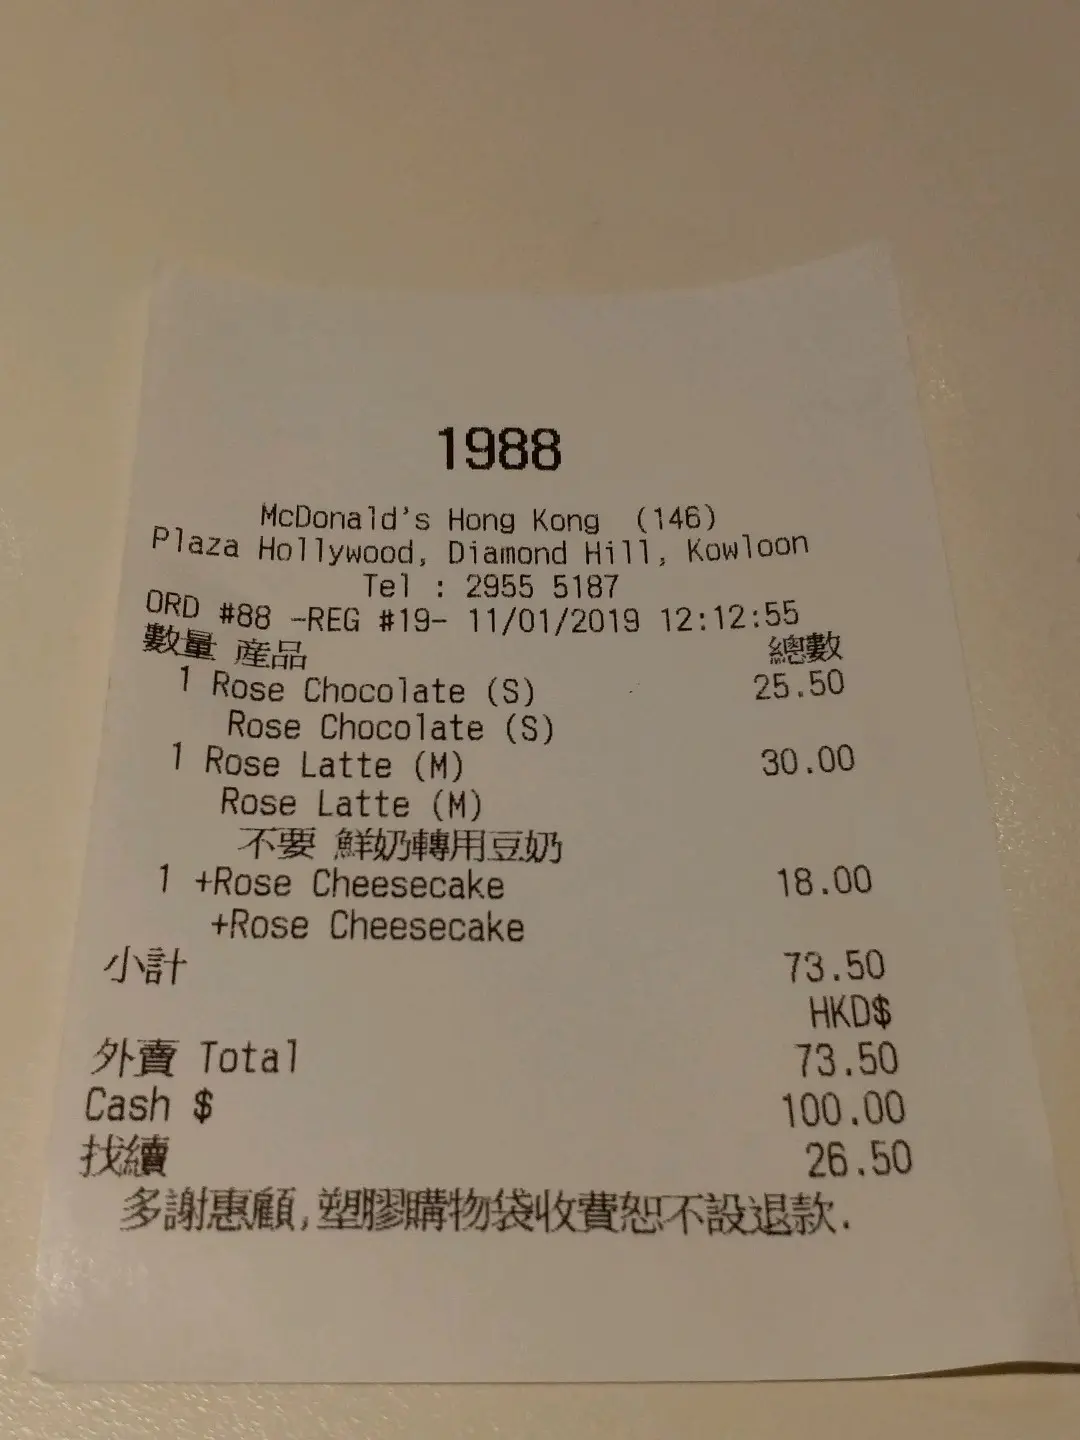 1988
McDonald's Hong Kong (146)
Plaza Hollywood, Diamond Hill, Kowloon
Tel : 2955 5187
ORD #88 -REG #19- 11/01/2019 12:12:55
數量 產品 總數
1 Rose Chocolate (S) 25.50
Rose Chocolate (S)
1 Rose Latte (M) 30.00
Rose Latte (M)
不要 鮮奶轉用豆奶
1 +Rose Cheesecake 18.00
+Rose Cheesecake
小計 73.50
HKD$
外賣 Total 73.50
Cash $ 100.00
找續 26.50
多謝惠顧,塑膠購物袋收費恕不設退款.